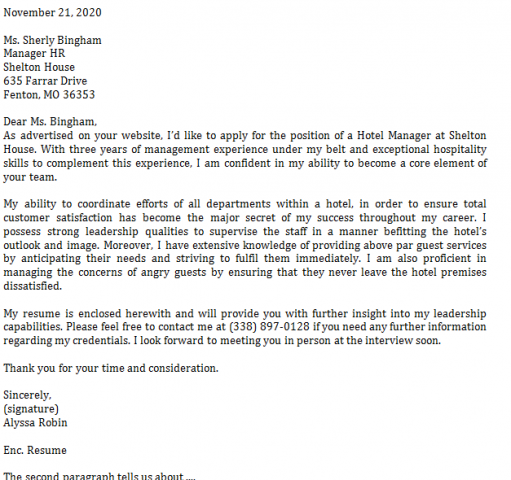 November 21, 2020
Ms. Sherly Bingham
Manager HR
Shelton House
635 Farrar Drive
Fenton, MO 36353
Dear Ms. Bingham,
As advertised on your website, I'd like to apply for the position of a Hotel Manager at Shelton
House. With three years of management experience under my belt and exceptional hospitality
skills to complement this experience, I am confident in my ability to become a core element of
your team.
My ability to coordinate efforts of all departments within a hotel, in order to ensure total
customer satisfaction has become the major secret of my success throughout my career. I
possess strong leadership qualities to supervise the staff in a manner befitting the hotel's
outlook and image. Moreover, I have extensive knowledge of providing above par guest services
by anticipating their needs and striving to fulfil them immediately. I am also proficient in
managing the concerns of angry guests by ensuring that they never leave the hotel premises
dissatisfied.
My resume is enclosed herewith and will provide you with further insight into my leadership
capabilities. Please feel free to contact me at (338) 897-0128 if you need any further information
regarding my credentials. I look forward to meeting you in person at the interview soon.
Thank you for your time and consideration.
Sincerely,
(signature)
Alyssa Robin
Enc. Resume
The second paragraph tells us about ....